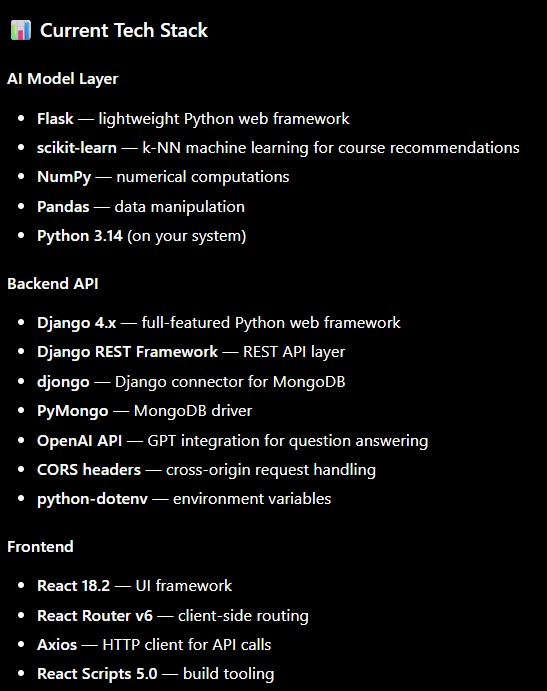 📊 Current Tech Stack
AI Model Layer
• Flask — lightweight Python web framework
• scikit-learn — k-NN machine learning for course recommendations
• NumPy — numerical computations
• Pandas — data manipulation
• Python 3.14 (on your system)
Backend API
• Django 4.x — full-featured Python web framework
• Django REST Framework — REST API layer
• djongo — Django connector for MongoDB
• PyMongo — MongoDB driver
• OpenAI API — GPT integration for question answering
• CORS headers — cross-origin request handling
• python-dotenv — environment variables
Frontend
• React 18.2 — UI framework
• React Router v6 — client-side routing
• Axios — HTTP client for API calls
• React Scripts 5.0 — build tooling